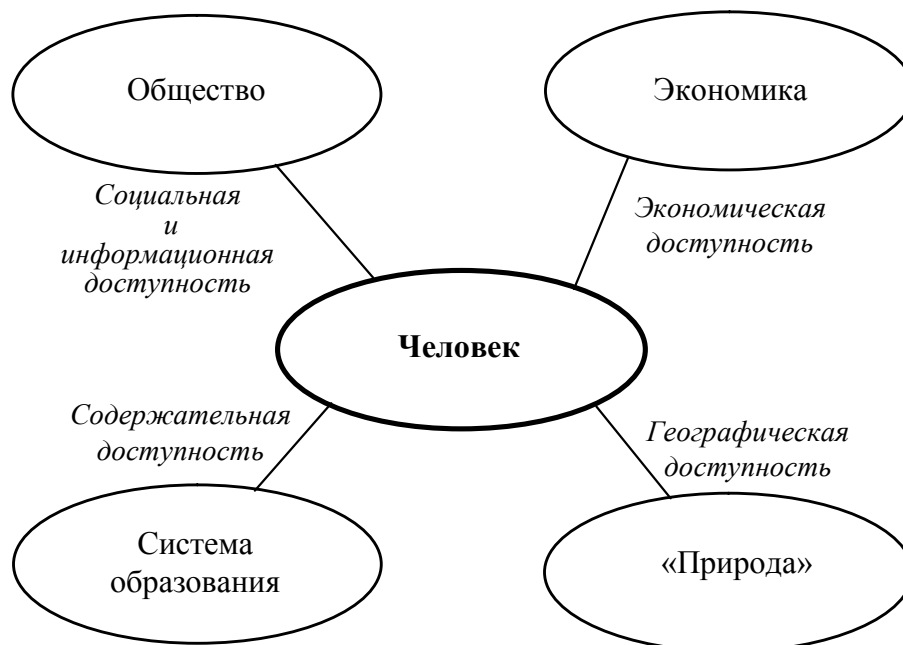 Общество
Экономика
Социальная
и
информационная
доступность
Экономическая
доступность
Человек
Содержательная
доступность
Географическая
доступность
Система
образования
«Природа»